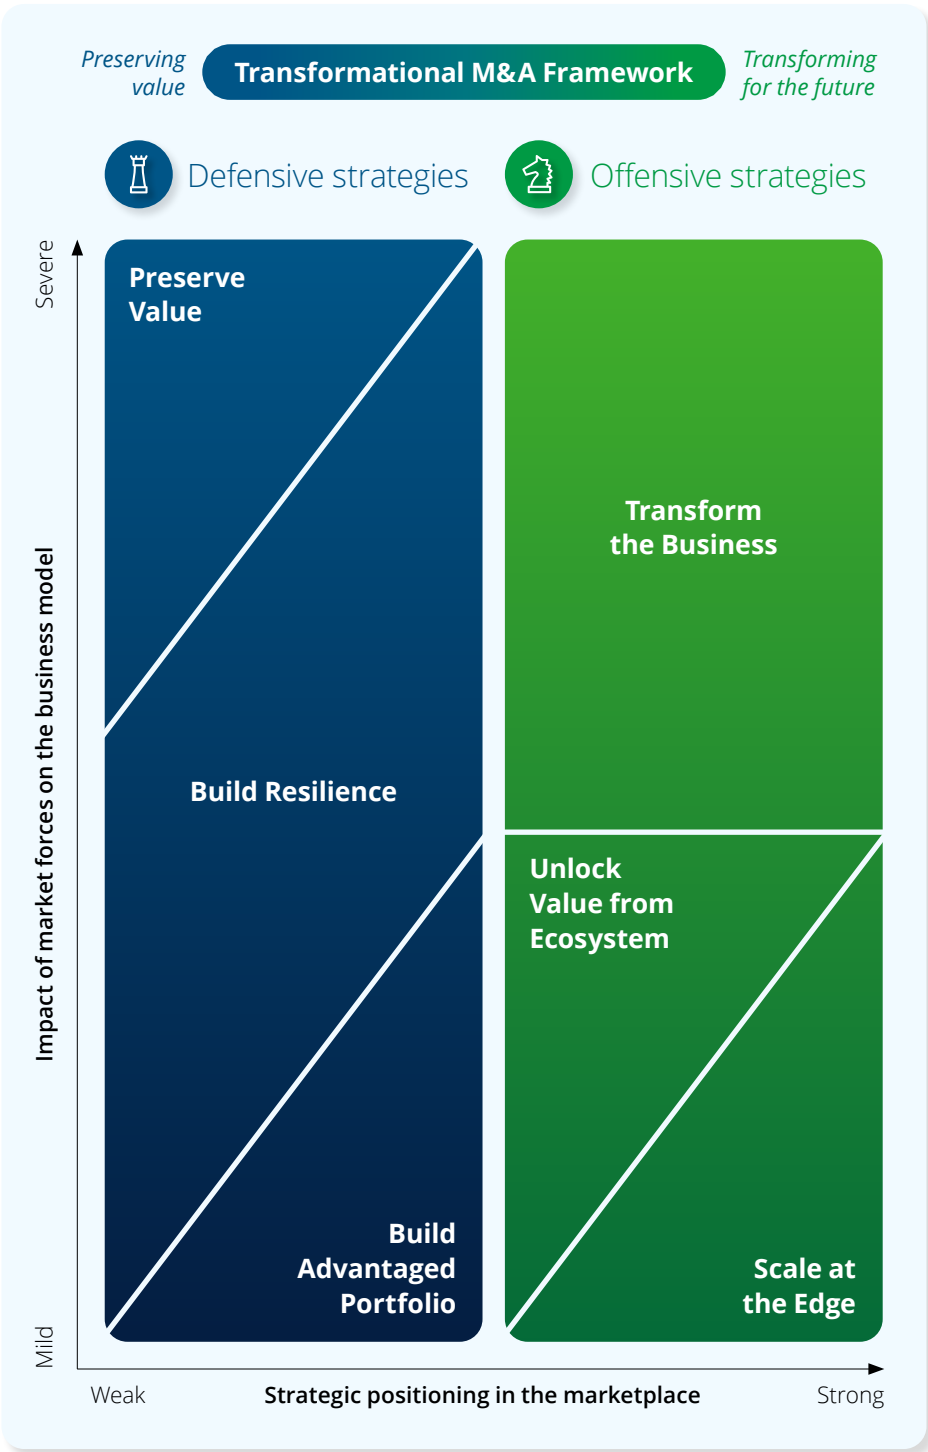 Preserving
value
Transformational M&A Framework
Transforming
for the future
Defensive strategies
Offensive strategies
Severe
Impact of market forces on the business model
Mild
Preserve
Value
Build Resilience
Build
Advantaged
Portfolio
Transform
the Business
Unlock
Value from
Ecosystem
Scale at
the Edge
Weak
Strategic positioning in the marketplace
Strong